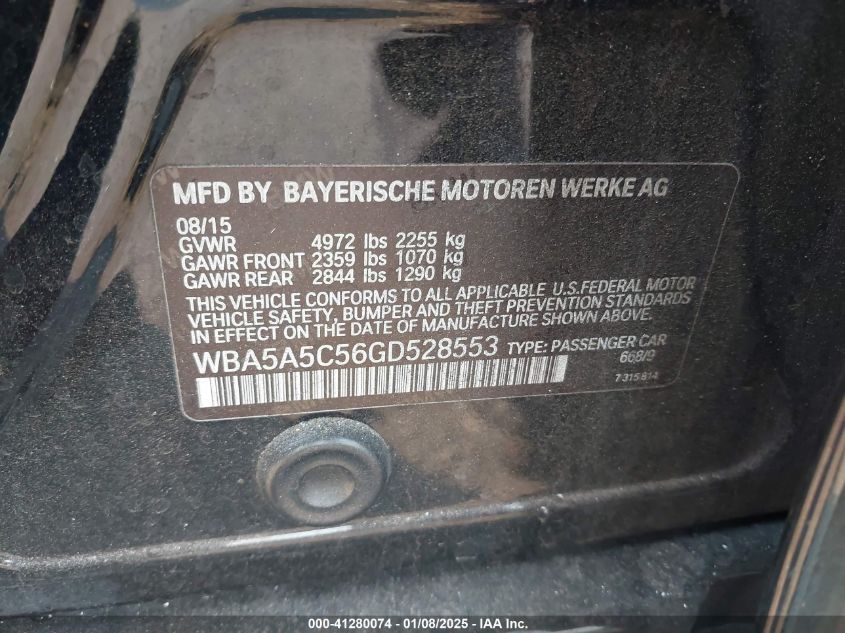 MFD BY BAYERISCHE MOTOREN WERKE AG
08/15
GVWR 4972 lbs 2255 kg
GAWR FRONT 2359 lbs 1070 kg
GAWR REAR 2844 lbs 1290 kg
THIS VEHICLE CONFORMS TO ALL APPLICABLE U.S.FEDERAL MOTOR
VEHICLE SAFETY, BUMPER AND THEFT PREVENTION STANDARDS
IN EFFECT ON THE DATE OF MANUFACTURE SHOWN ABOVE.
WBA5A5C56GD528553 TYPE: PASSENGER CAR
668/9
7315814
000-41280074 - 01/08/2025 - IAA Inc.